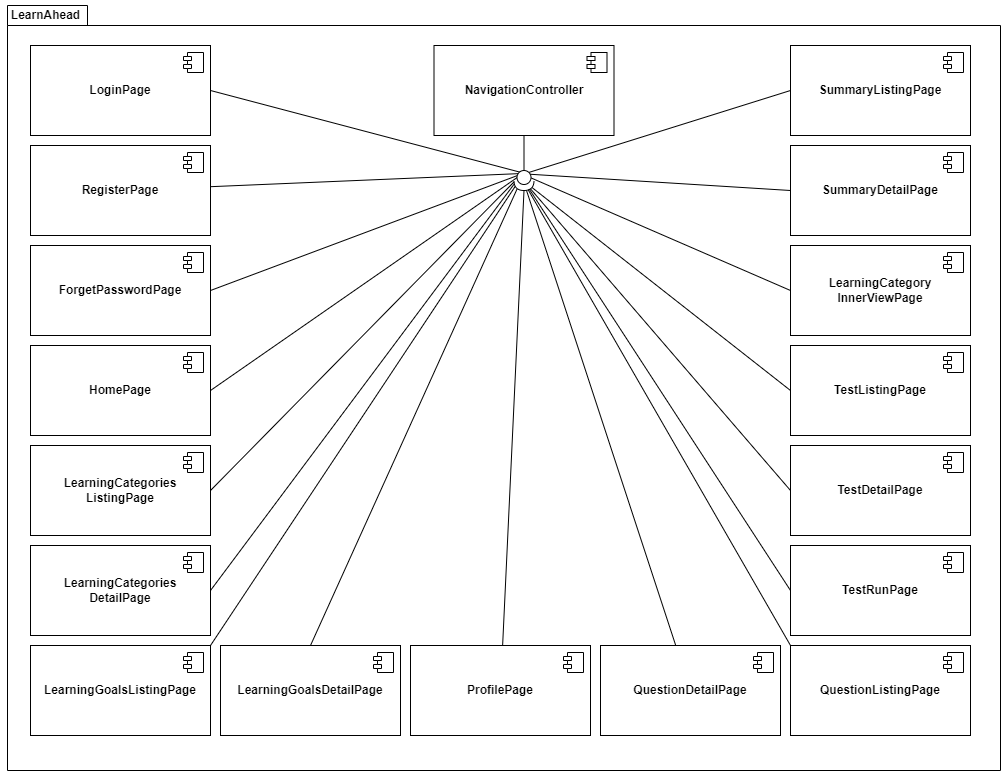 LearnAhead
LoginPage
NavigationController
SummaryListingPage
RegisterPage
SummaryDetailPage
ForgetPasswordPage
LearningCategory
InnerViewPage
HomePage
TestListingPage
LearningCategories
ListingPage
TestDetailPage
LearningCategories
DetailPage
TestRunPage
LearningGoalsListingPage
LearningGoalsDetailPage
ProfilePage
QuestionDetailPage
QuestionListingPage